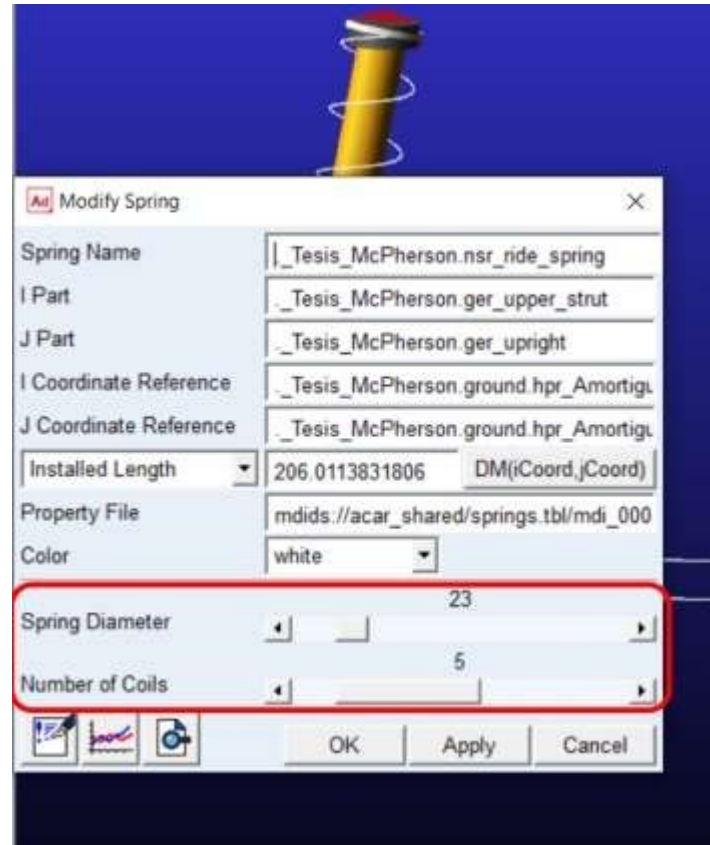 Ad Modify Spring
Spring Name ._Tesis_McPherson.nsr_ride_spring
I Part ._Tesis_McPherson.ger_upper_strut
J Part ._Tesis_McPherson.ger_upright
I Coordinate Reference ._Tesis_McPherson.ground.hpr_Amortigu
J Coordinate Reference ._Tesis_McPherson.ground.hpr_Amortigu
Installed Length 206.0113831806 DM(iCoord,jCoord)
Property File mdids://acar_shared/springs.tbl/mdi_000
Color white
23
Spring Diameter
5
Number of Coils
OK Apply Cancel